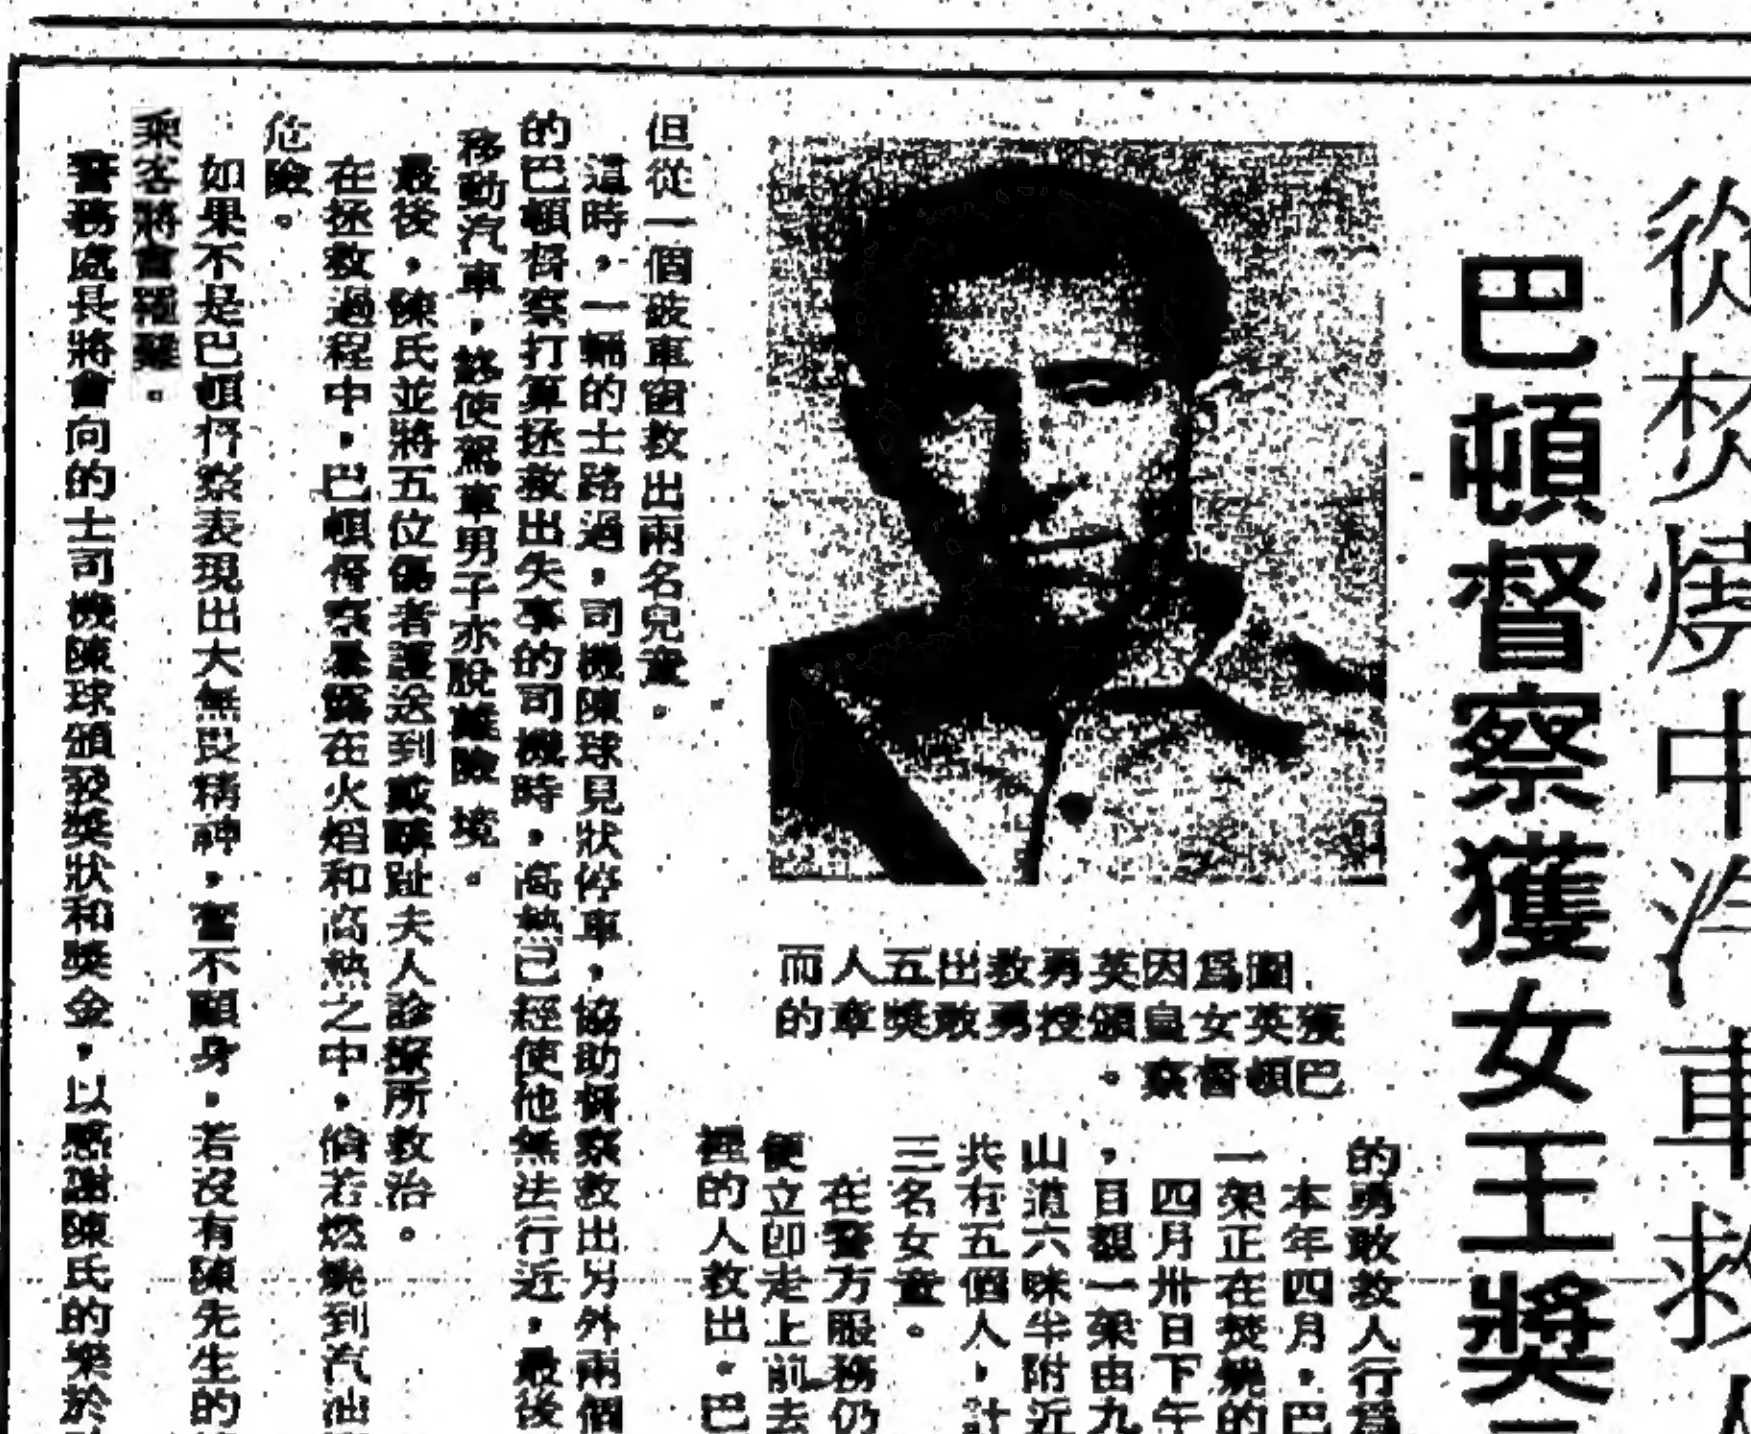 從焚燒中汽車救人
巴頓督察獲女王獎
圖為因英勇救出五人而
獲英女皇頒授勇敢獎章的
巴頓督察。
的勇敢救人行為
本年四月,巴
一架正在焚燒的
四月卅日下午
,目覩一架由九
山道六咪半附近
共有五個人,計
三名女童。
在警方服務仍
便立卽走上前去
裡的人救出。巴
但從一個破車窗救出兩名兒童。
這時,一輛的士路過,司機陳球見狀停車,協助督察救出另外兩個
的巴頓督察打算拯救出失事的司機時,高熱已經使他無法行近,最後
移動汽車,終使駕車男子亦脫離險境。
最後,陳氏並將五位傷者護送到戴麟趾夫人診療所救治。
在拯救過程中,巴頓督察暴露在火焰和高熱之中,倘若燃燒到汽油
危險。
如果不是巴頓督察表現出大無畏精神,奮不顧身,若沒有陳先生的
乘客將會罹難。
警務處長將會向的士司機陳球頒發獎狀和獎金,以感謝陳氏的樂於